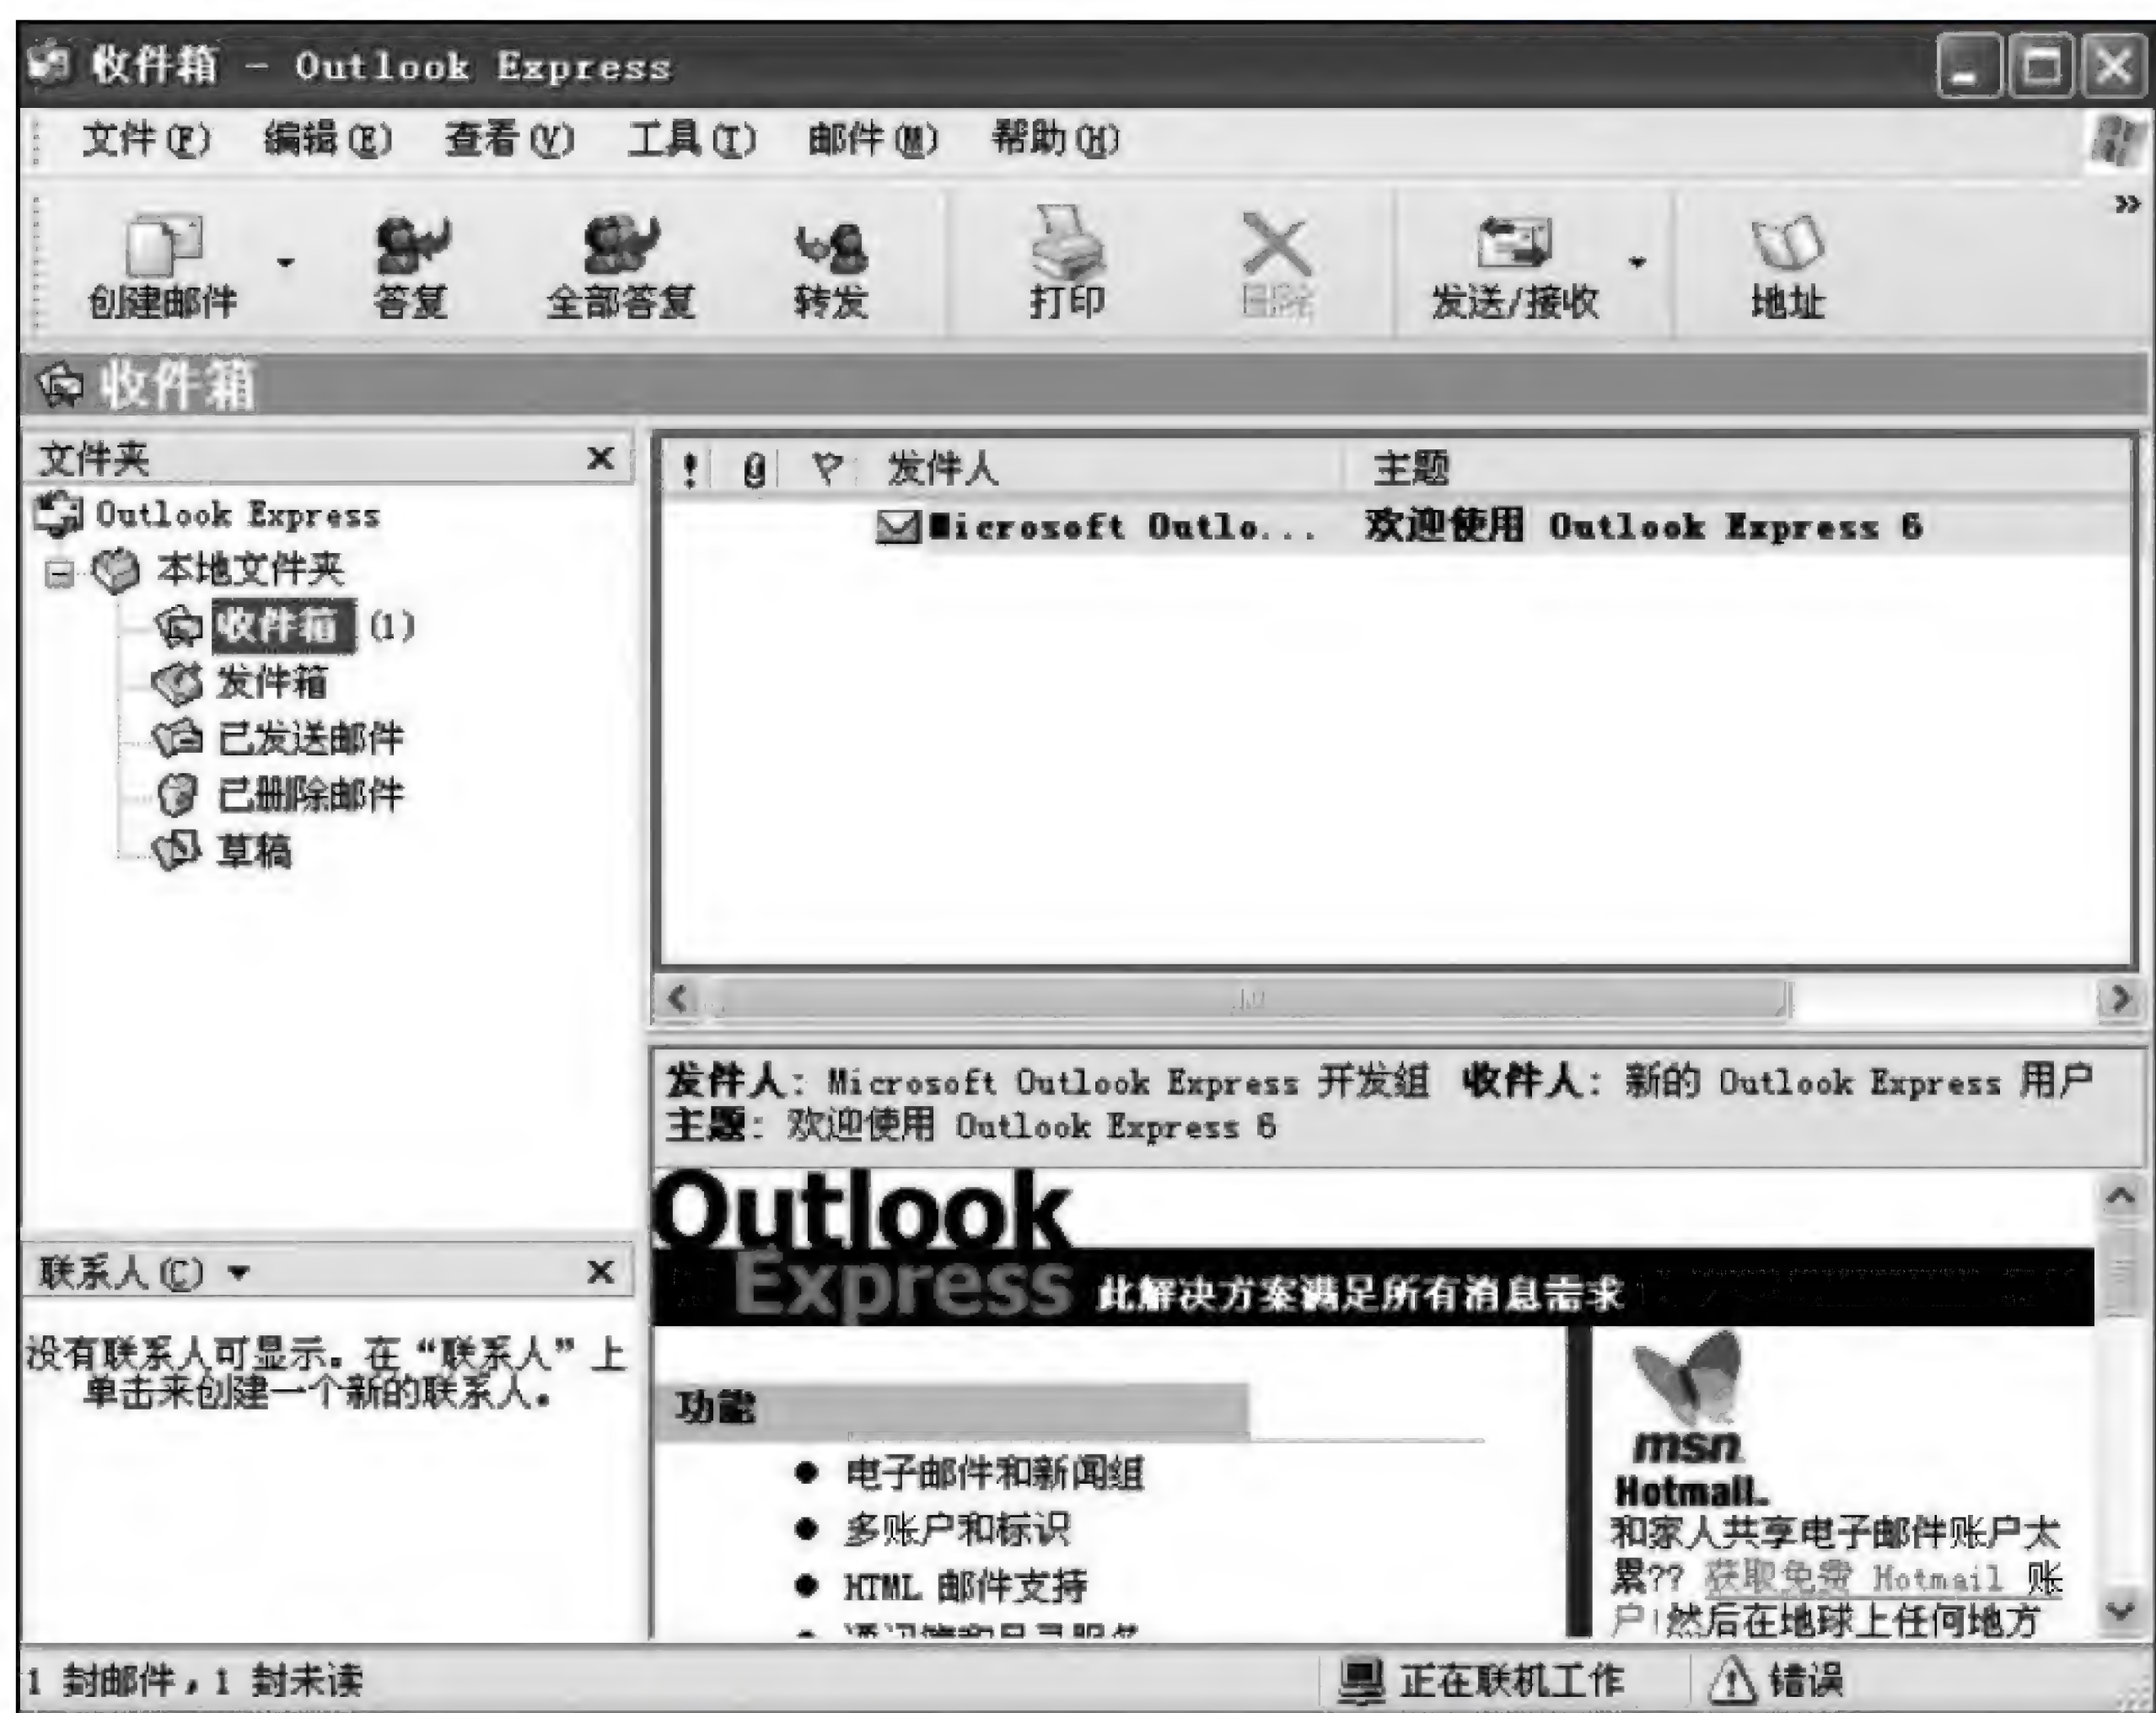 收件箱 - Outlook Express
文件(F) 编辑(E) 查看(V) 工具(T) 邮件(M) 帮助(H)
创建邮件 答复 全部答复 转发 打印 删除 发送/接收 地址
收件箱
文件夹
Outlook Express
本地文件夹
收件箱 (1)
发件箱
已发送邮件
已删除邮件
草稿
! 发件人 主题
Microsoft Outlo... 欢迎使用 Outlook Express 6
发件人: Microsoft Outlook Express 开发组 收件人: 新的 Outlook Express 用户
主题: 欢迎使用 Outlook Express 6
Outlook
Express 此解决方案满足所有消息需求
功能
电子邮件和新闻组
多账户和标识
HTML 邮件支持
msn
Hotmail
和家人共享电子邮件账户太
累?? 获取免费 Hotmail 账
户!然后在地球上任何地方
联系人(C)
没有联系人可显示。在“联系人”上
单击来创建一个新的联系人。
1 封邮件,1 封未读 正在联机工作 错误